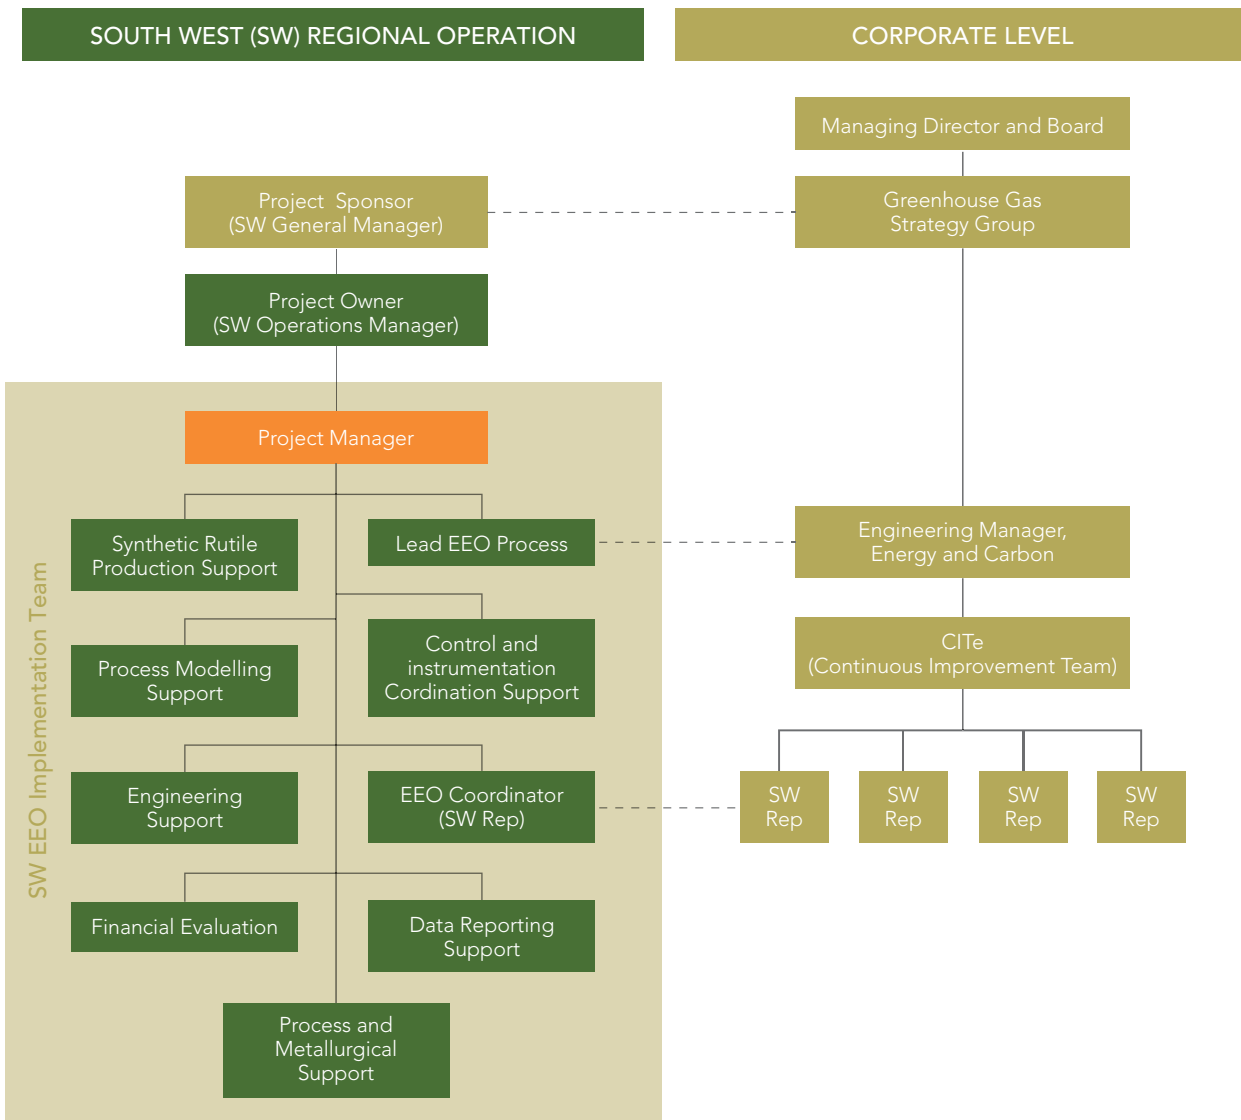 SOUTH WEST (SW) REGIONAL OPERATION
CORPORATE LEVEL
Managing Director and Board
Project Sponsor
(SW General Manager)
Greenhouse Gas
Strategy Group
Project Owner
(SW Operations Manager)
SW EEO Implementation Team
Project Manager
Synthetic Rutile
Production Support
Lead EEO Process
Engineering Manager,
Energy and Carbon
Process Modelling
Support
Control and
instrumentation
Cordination Support
CITe
(Continuous Improvement Team)
Engineering
Support
EEO Coordinator
(SW Rep)
SW
Rep
SW
Rep
SW
Rep
SW
Rep
Financial Evaluation
Data Reporting
Support
Process and
Metallurgical
Support